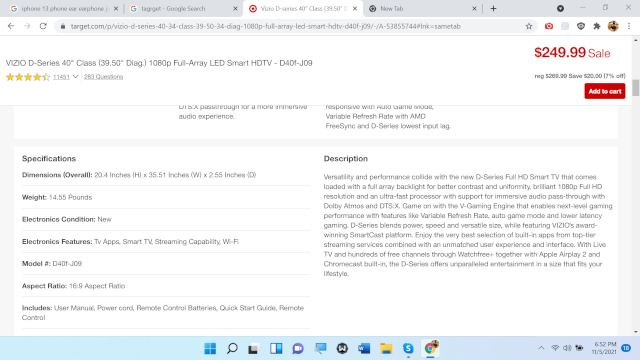 iphone 13 phone ear earphone ja
tagrget - Google Search
Vizio D-series 40" Class (39.50" Di
New Tab
target.com/p/vizio-d-series-40-34-class-39-50-34-diag-1080p-full-array-led-smart-hdtv-d40f-j09/-/A-53855744#lnk=sametab
$249.99 Sale
VIZIO D-Series 40" Class (39.50" Diag.) 1080p Full-Array LED Smart HDTV - D40f-J09
reg $269.99 Save $20.00 (7% off)
11451
283 Questions
Add to cart
DTS:X passthrough for a more immersive
audio experience.
responsive with Auto Game Mode,
Variable Refresh Rate with AMD
FreeSync and D-Series lowest input lag.
Specifications
Dimensions (Overall): 20.4 Inches (H) x 35.51 Inches (W) x 2.55 Inches (D)
Weight: 14.55 Pounds
Electronics Condition: New
Electronics Features: Tv Apps, Smart TV, Streaming Capability, Wi-Fi
Model #: D40f-J09
Aspect Ratio: 16:9 Aspect Ratio
Includes: User Manual, Power cord, Remote Control Batteries, Quick Start Guide, Remote
Control
Description
Versatility and performance collide with the new D-Series Full HD Smart TV that comes
loaded with a full array backlight for better contrast and uniformity, brilliant 1080p Full HD
resolution and an ultra-fast processor with support for immersive audio pass-through with
Dolby Atmos and DTS:X. Game on with the V-Gaming Engine that enables next-level gaming
performance with features like Variable Refresh Rate, auto game mode and lower latency
gaming. D-Series blends power, speed and versatile size, while featuring VIZIO's award-
winning SmartCast platform. Enjoy the very best selection of built-in apps from top-tier
streaming services combined with an unmatched user experience and interface. With Live
TV and hundreds of free channels through Watchfree+ together with Apple Airplay 2 and
Chromecast built-in, the D-Series offers unparalleled entertainment in a size that fits your
lifestyle.
6:52 PM
11/5/2021